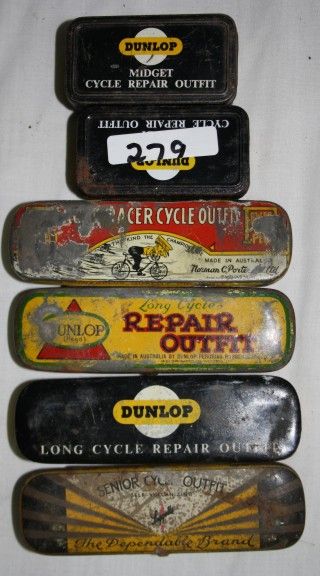 DUNLOP
MIDGET
CYCLE REPAIR OUTFIT
CYCLE REPAIR OUTFIT
279
DUNLOP
RACER CYCLE OUTFIT
KIND THE CHAMPIONS
MADE IN AUSTRALIA
Norman C. Porter
Long Cycle
REPAIR
OUTFIT
DUNLOP
MADE IN AUSTRALIA BY DUNLOP
DUNLOP
LONG CYCLE REPAIR OUTFIT
SENIOR CYCLE OUTFIT
The Dependable Brand